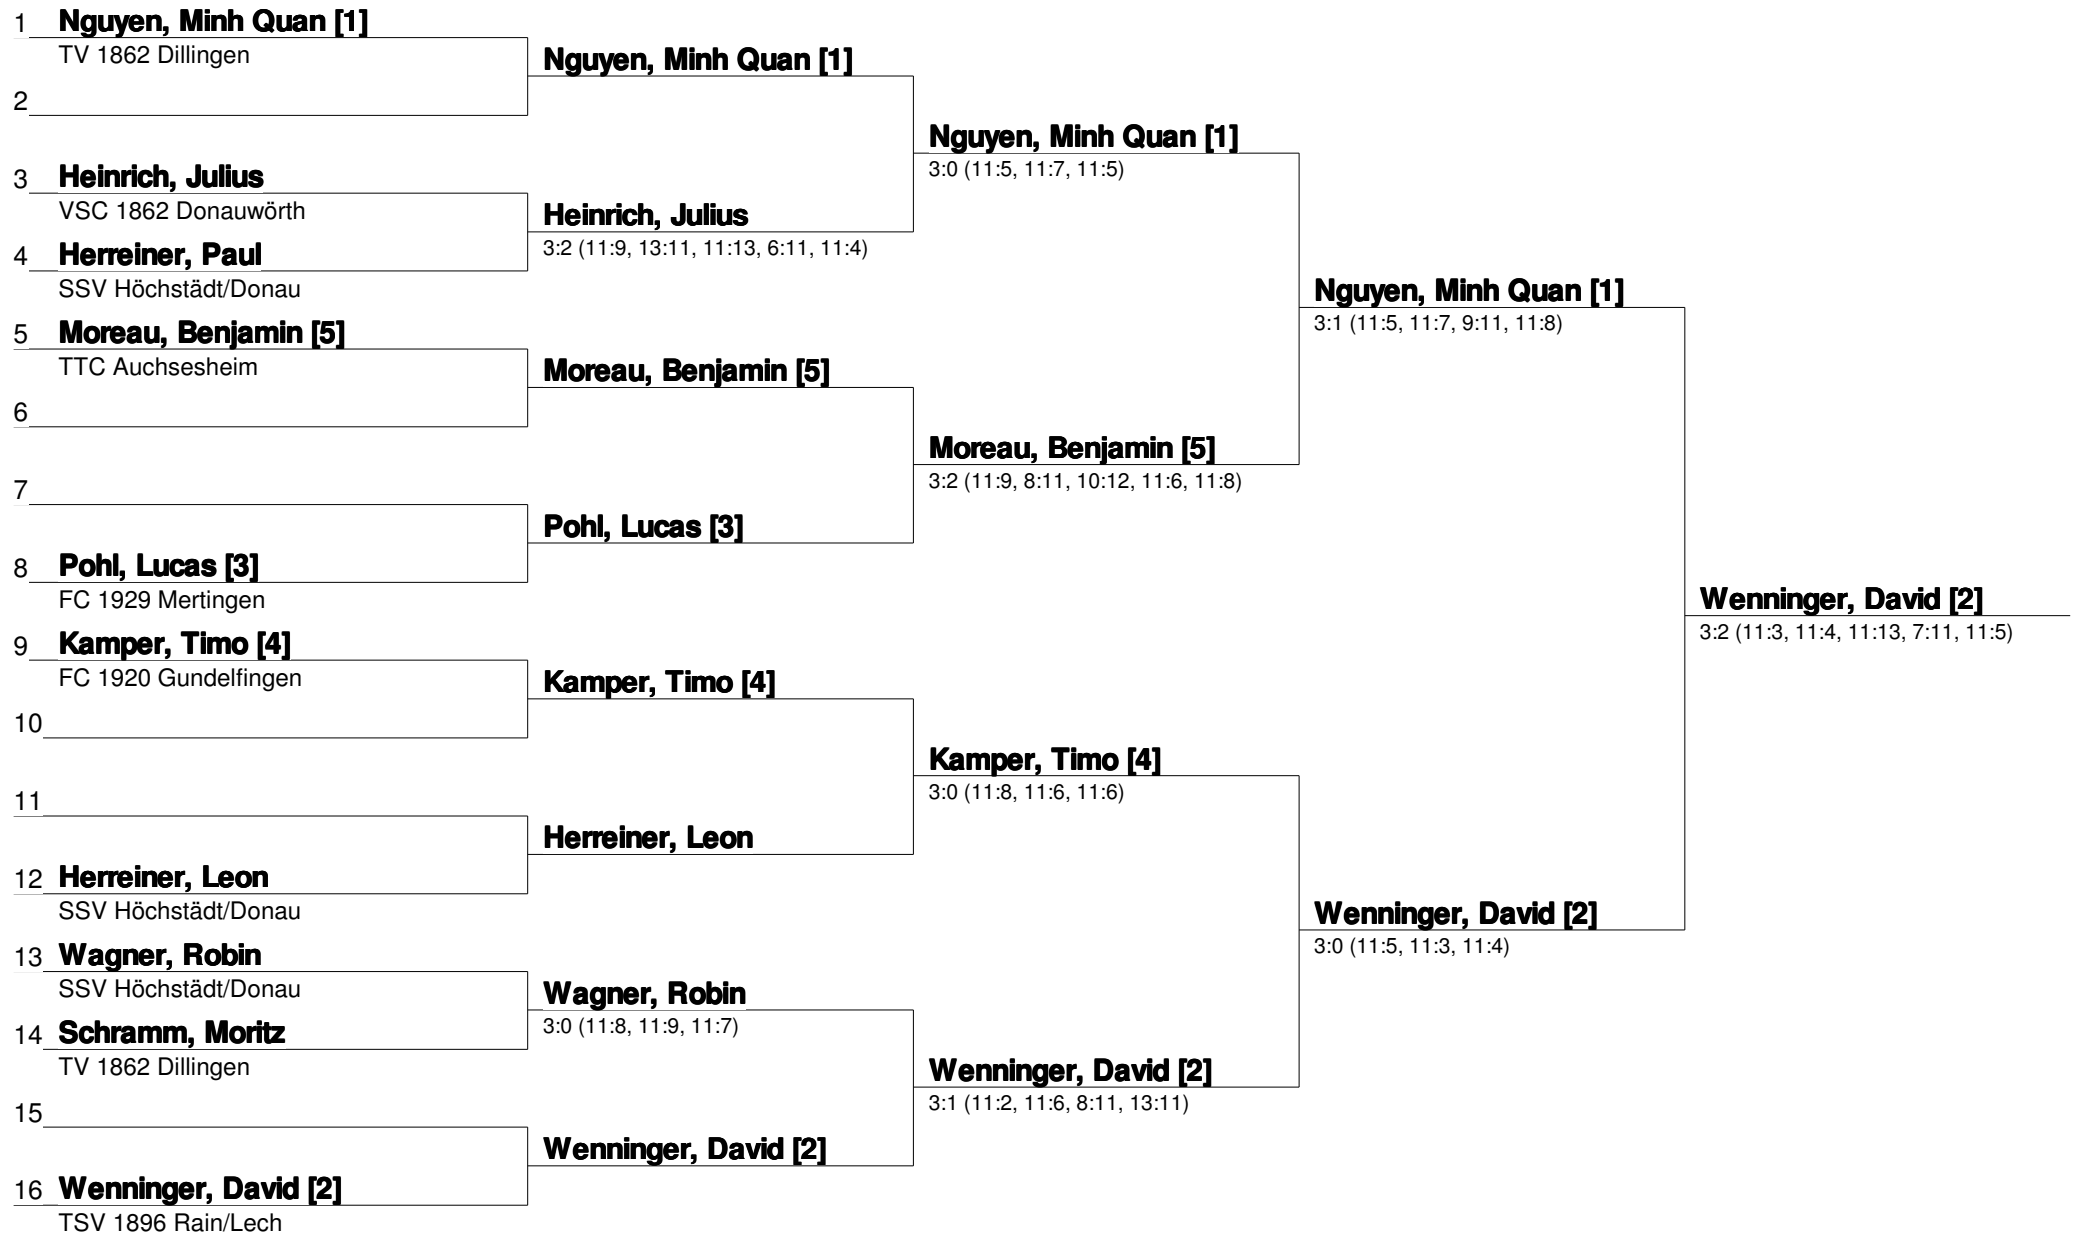 1 Nguyen, Minh Quan [1]
TV 1862 Dillingen
Nguyen, Minh Quan [1]
2
Nguyen, Minh Quan [1]
3:0 (11:5, 11:7, 11:5)
3 Heinrich, Julius
VSC 1862 Donauwörth
Heinrich, Julius
3:2 (11:9, 13:11, 11:13, 6:11, 11:4)
4 Herreiner, Paul
SSV Höchstädt/Donau
Nguyen, Minh Quan [1]
3:1 (11:5, 11:7, 9:11, 11:8)
5 Moreau, Benjamin [5]
TTC Auchsesheim
Moreau, Benjamin [5]
6
Moreau, Benjamin [5]
3:2 (11:9, 8:11, 10:12, 11:6, 11:8)
7
Pohl, Lucas [3]
8 Pohl, Lucas [3]
FC 1929 Mertingen
Wenninger, David [2]
3:2 (11:3, 11:4, 11:13, 7:11, 11:5)
9 Kamper, Timo [4]
FC 1920 Gundelfingen
Kamper, Timo [4]
10
Kamper, Timo [4]
3:0 (11:8, 11:6, 11:6)
11
Herreiner, Leon
12 Herreiner, Leon
SSV Höchstädt/Donau
Wenninger, David [2]
3:0 (11:5, 11:3, 11:4)
13 Wagner, Robin
SSV Höchstädt/Donau
Wagner, Robin
3:0 (11:8, 11:9, 11:7)
14 Schramm, Moritz
TV 1862 Dillingen
Wenninger, David [2]
3:1 (11:2, 11:6, 8:11, 13:11)
15
Wenninger, David [2]
16 Wenninger, David [2]
TSV 1896 Rain/Lech